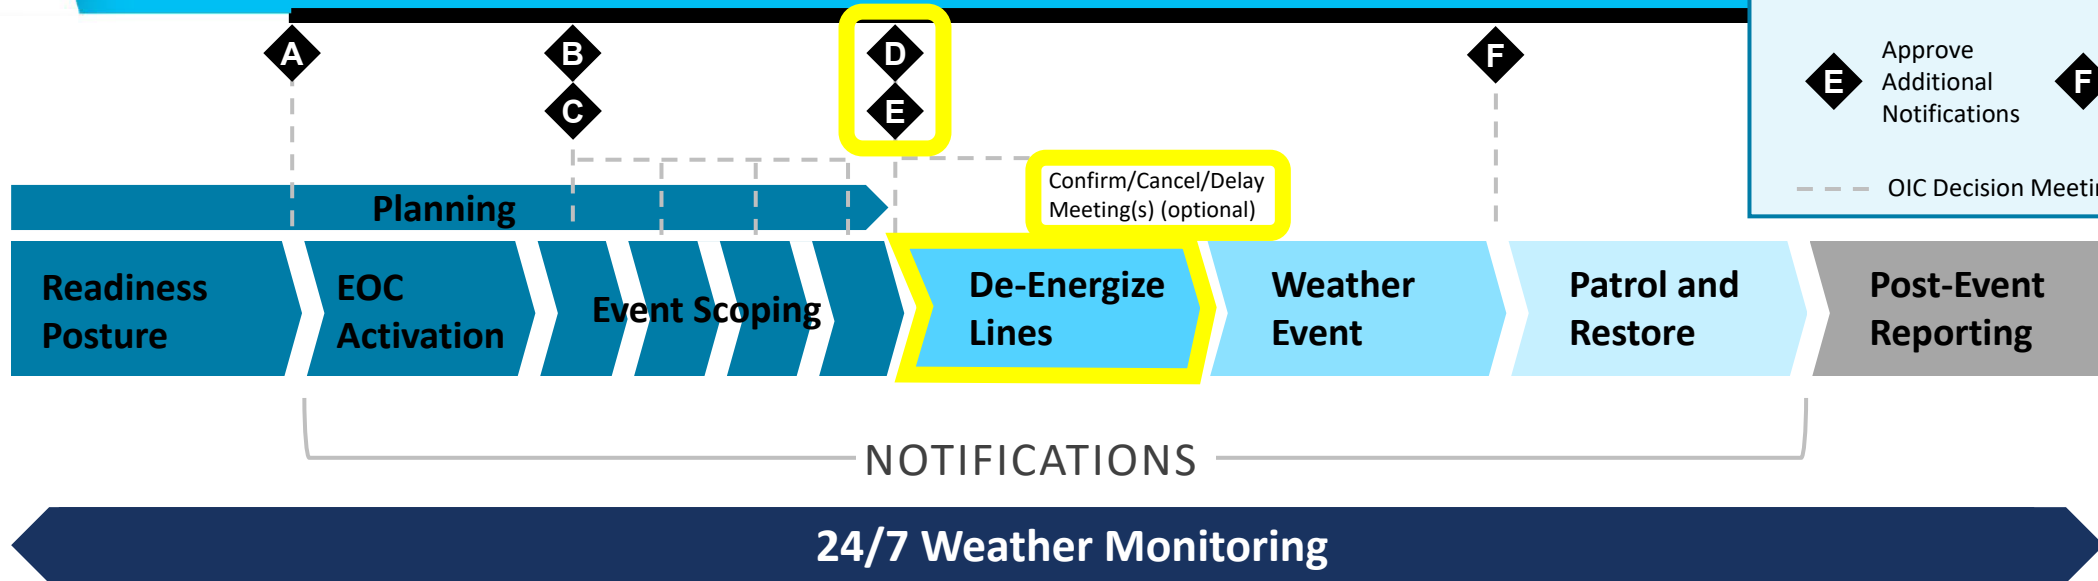 A
B
C
D
E
F
E
Approve
Additional
Notifications
F
OIC Decision
Confirm/Cancel/Delay
Meeting(s) (optional)
Planning
Readiness
Posture
EOC
Activation
Event Scoping
De-Energize
Lines
Weather
Event
Patrol and
Restore
Post-Event
Reporting
NOTIFICATIONS
24/7 Weather Monitoring